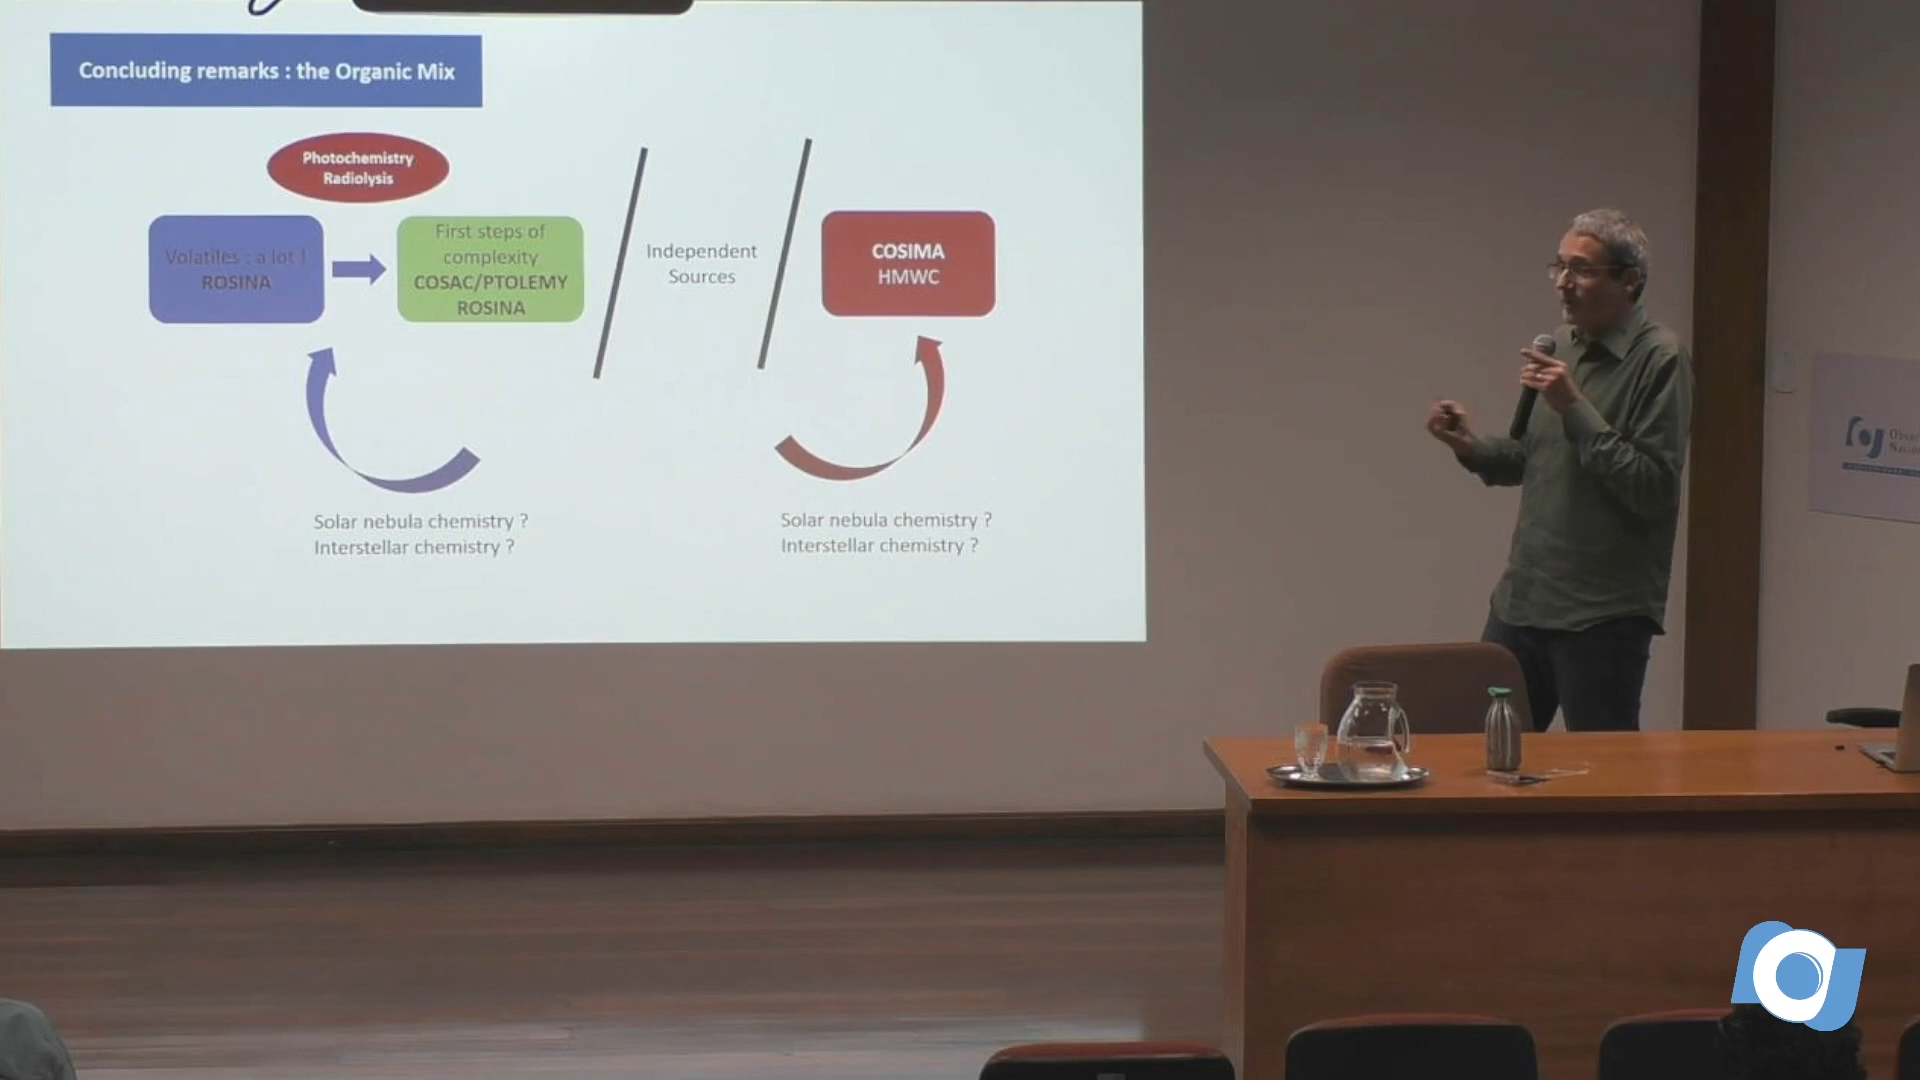 Concluding remarks : the Organic Mix
Photochemistry
Radiolysis
Volatiles : a lot !
ROSINA
First steps of
complexity
COSAC/PTOLEMY
ROSINA
Independent
Sources
COSIMA
HMWC
Solar nebula chemistry ?
Interstellar chemistry ?
Solar nebula chemistry ?
Interstellar chemistry ?